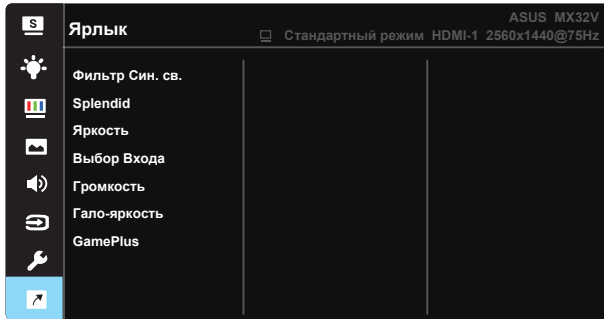 S
Ярлык
ASUS MX32V
Стандартный режим HDMI-1 2560x1440@75Hz
Фильтр Син. св.
Splendid
Яркость
Выбор Входа
Громкость
Гало-яркость
GamePlus